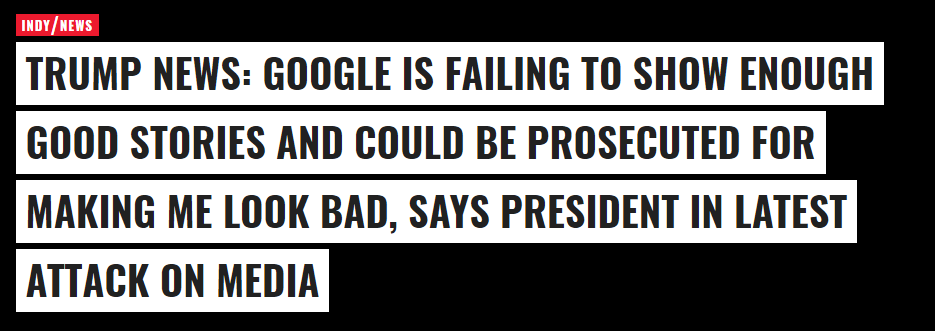 INDY/NEWS
TRUMP NEWS: GOOGLE IS FAILING TO SHOW ENOUGH
GOOD STORIES AND COULD BE PROSECUTED FOR
MAKING ME LOOK BAD, SAYS PRESIDENT IN LATEST
ATTACK ON MEDIA